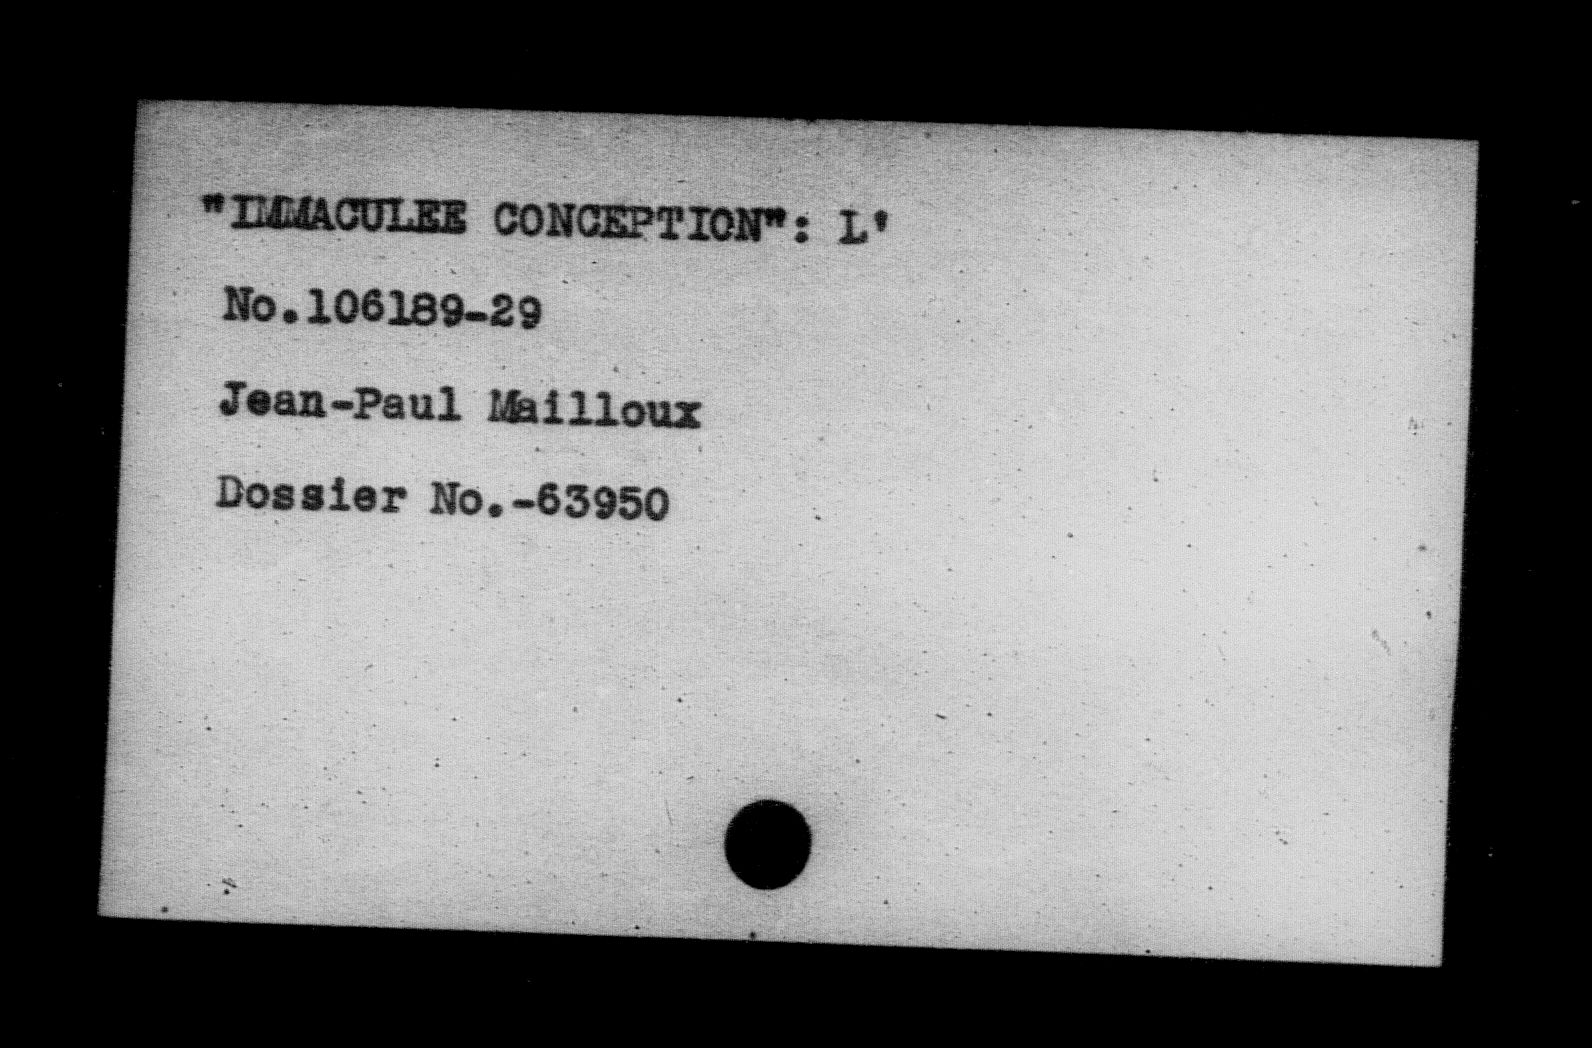 "IMMACULEE CONCEPTION": L'
No.106189-29
Jean-Paul Mailloux
Dossier No.-63950